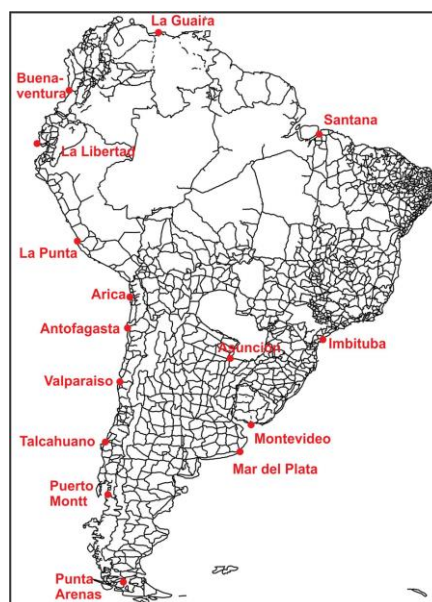 La Guaira
Buena-
ventura
Santana
La Libertad
La Punta
Arica
Antofagasta
Asunción
Imbituba
Valparaiso
Talcahuano
Montevideo
Mar del Plata
Puerto
Montt
Punta
Arenas